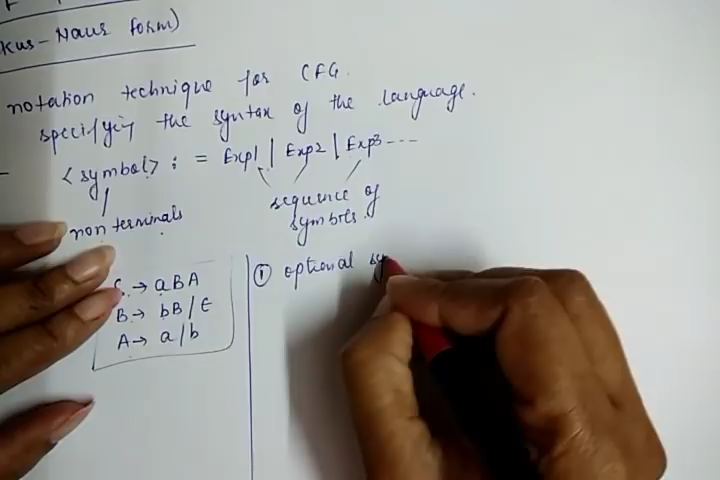 kus-Naur form)
notation technique for CFG.
specifying the syntax of the language.
<symbol> : = Exp1 | Exp2 | Exp3 ---
non terminals
sequence of
symbols.
S → aBA
B → bB / ε
A → a / b
① optional sy